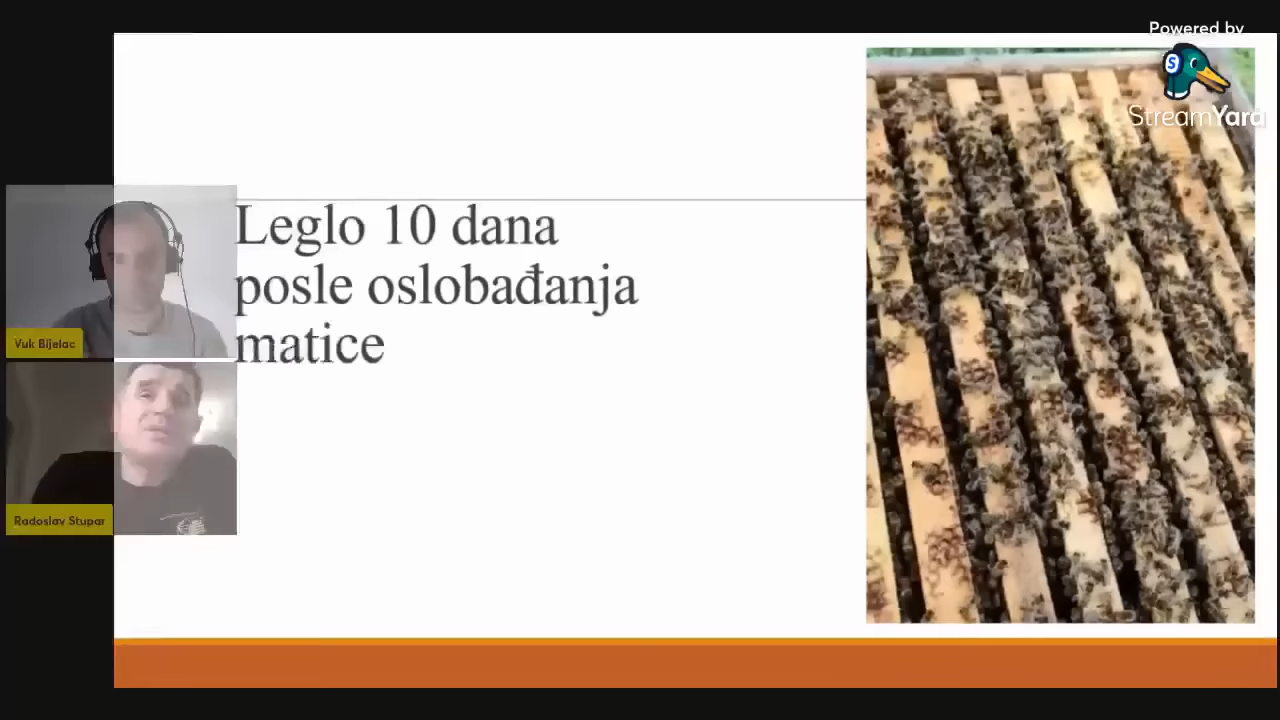 Powered by
StreamYard
Leglo 10 dana
posle oslobađanja
matice
Vuk Bijelac
Radoslav Stupar